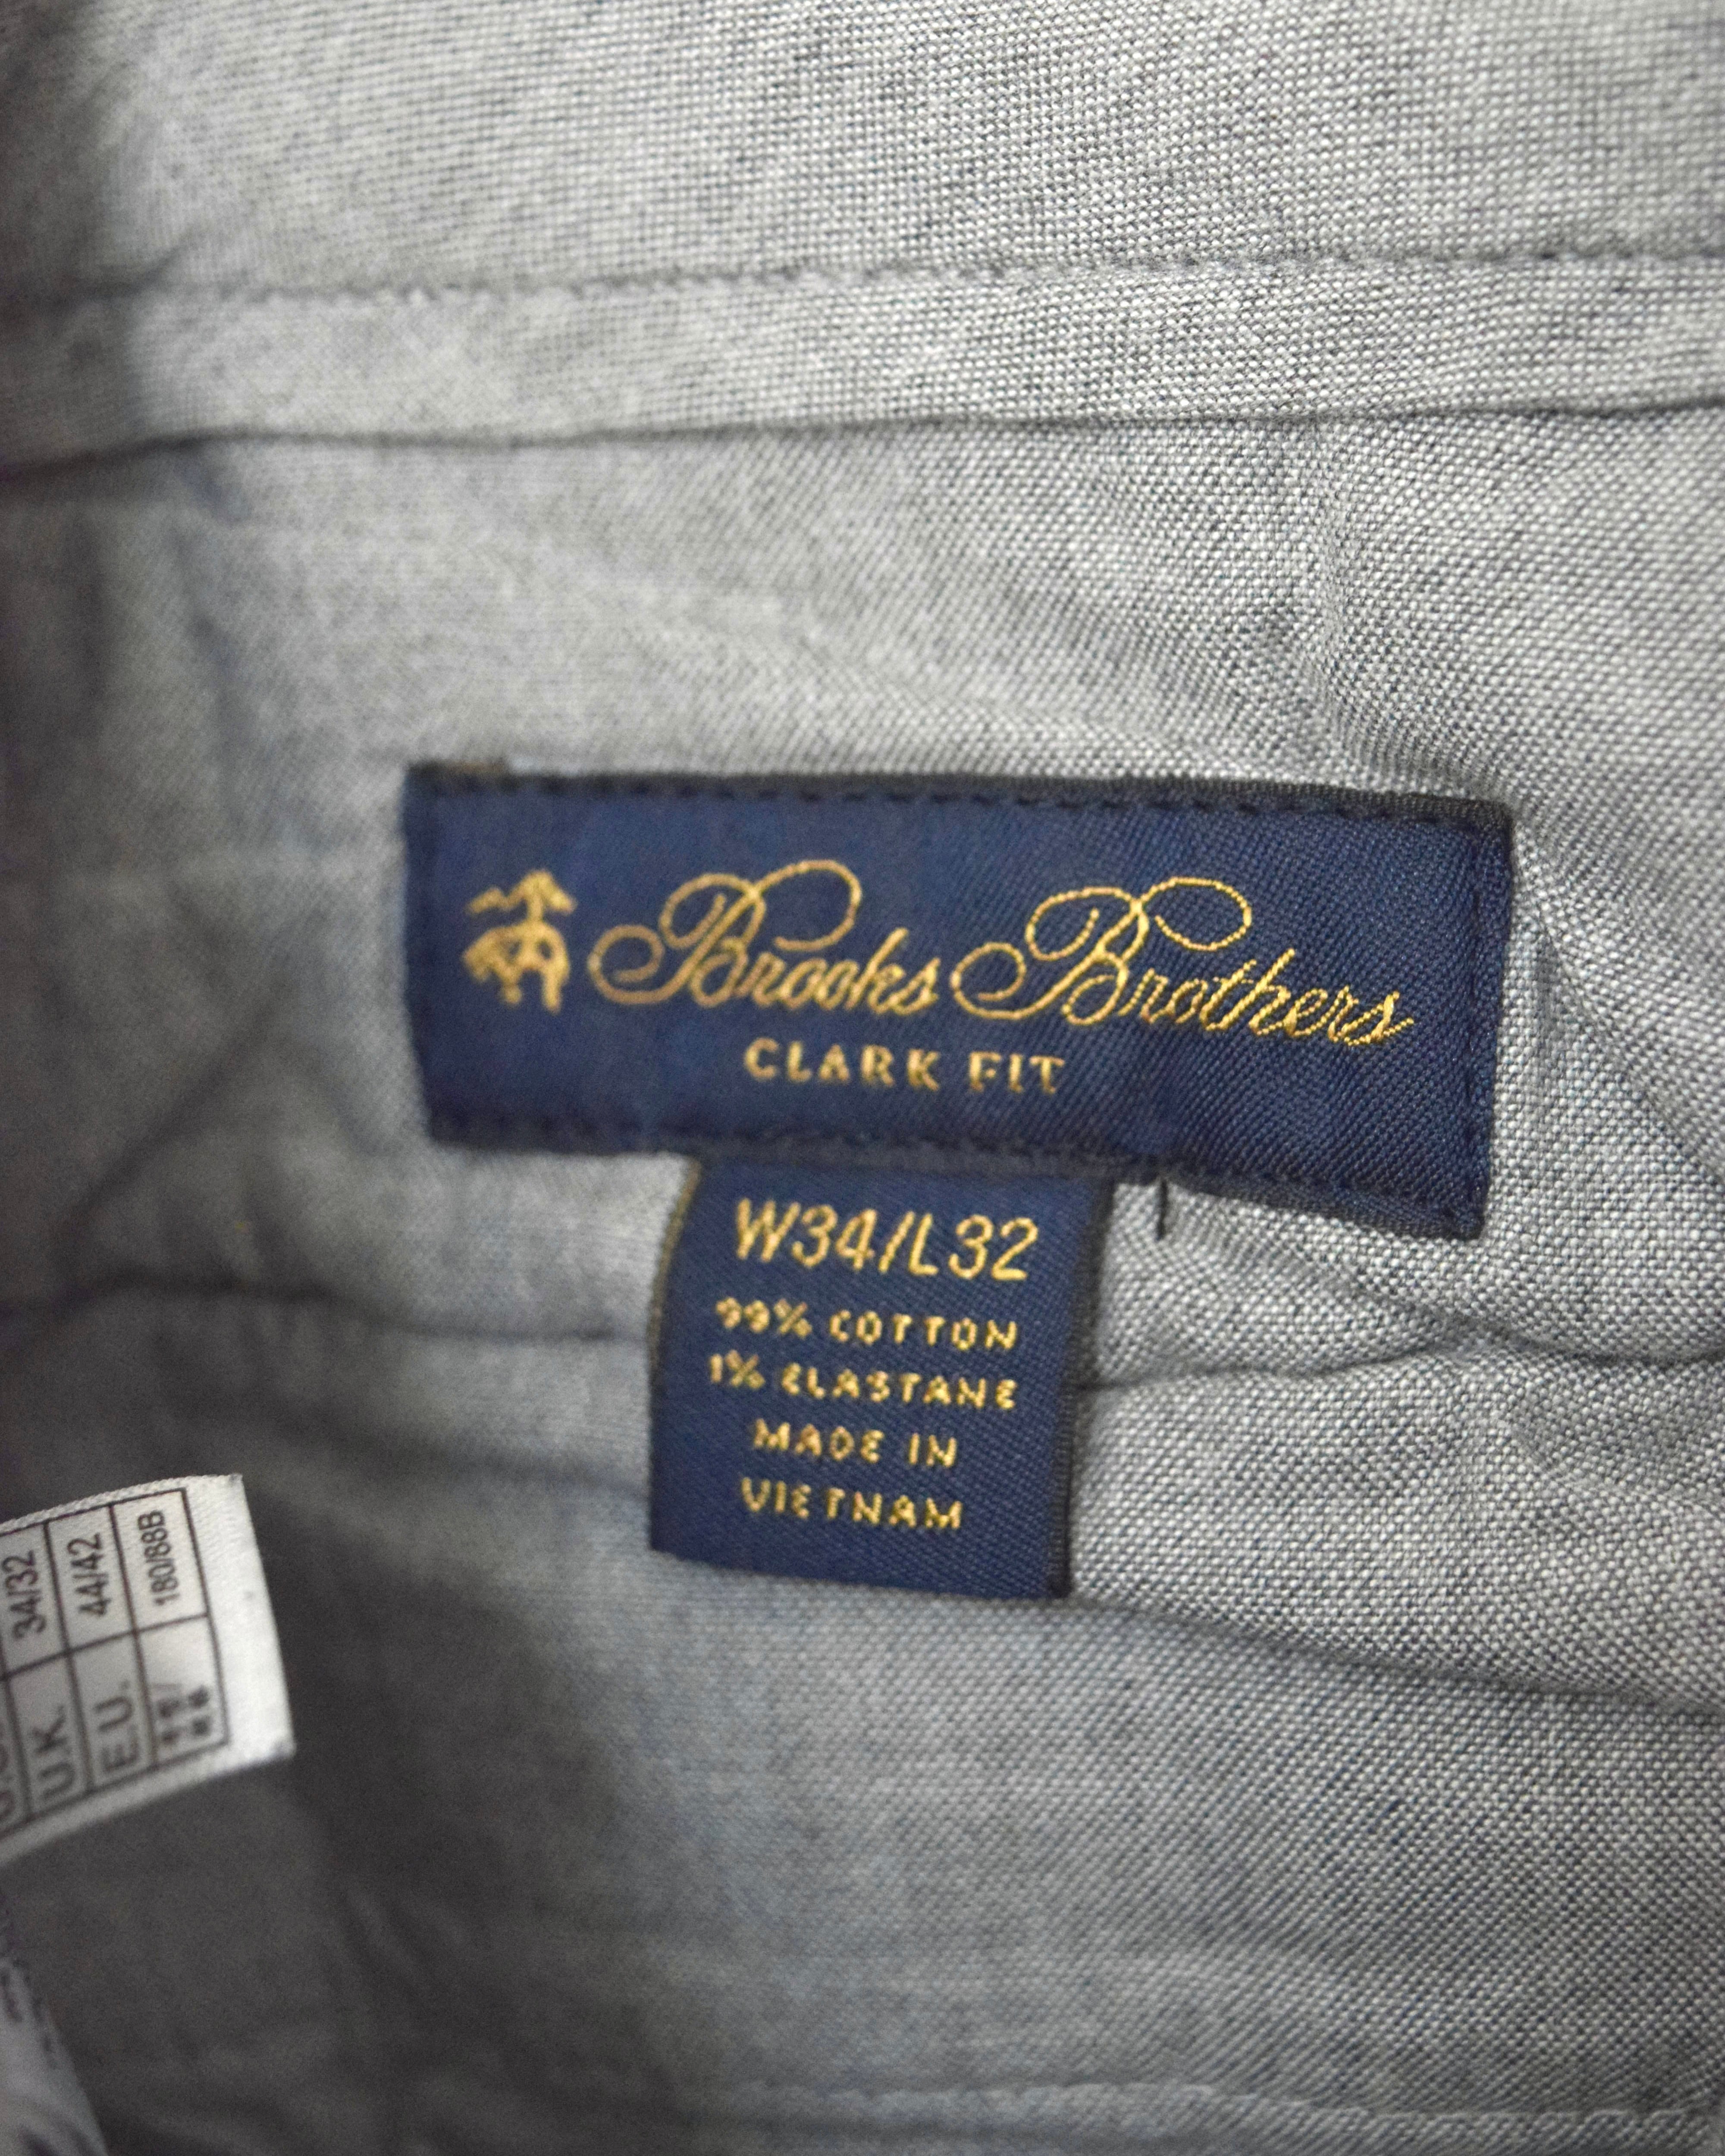 Brooks Brothers
CLARK FIT
W34/L32
99% COTTON
1% ELASTANE
MADE IN
VIETNAM
U.K. 34/32
E.U. 44/42
180/88B